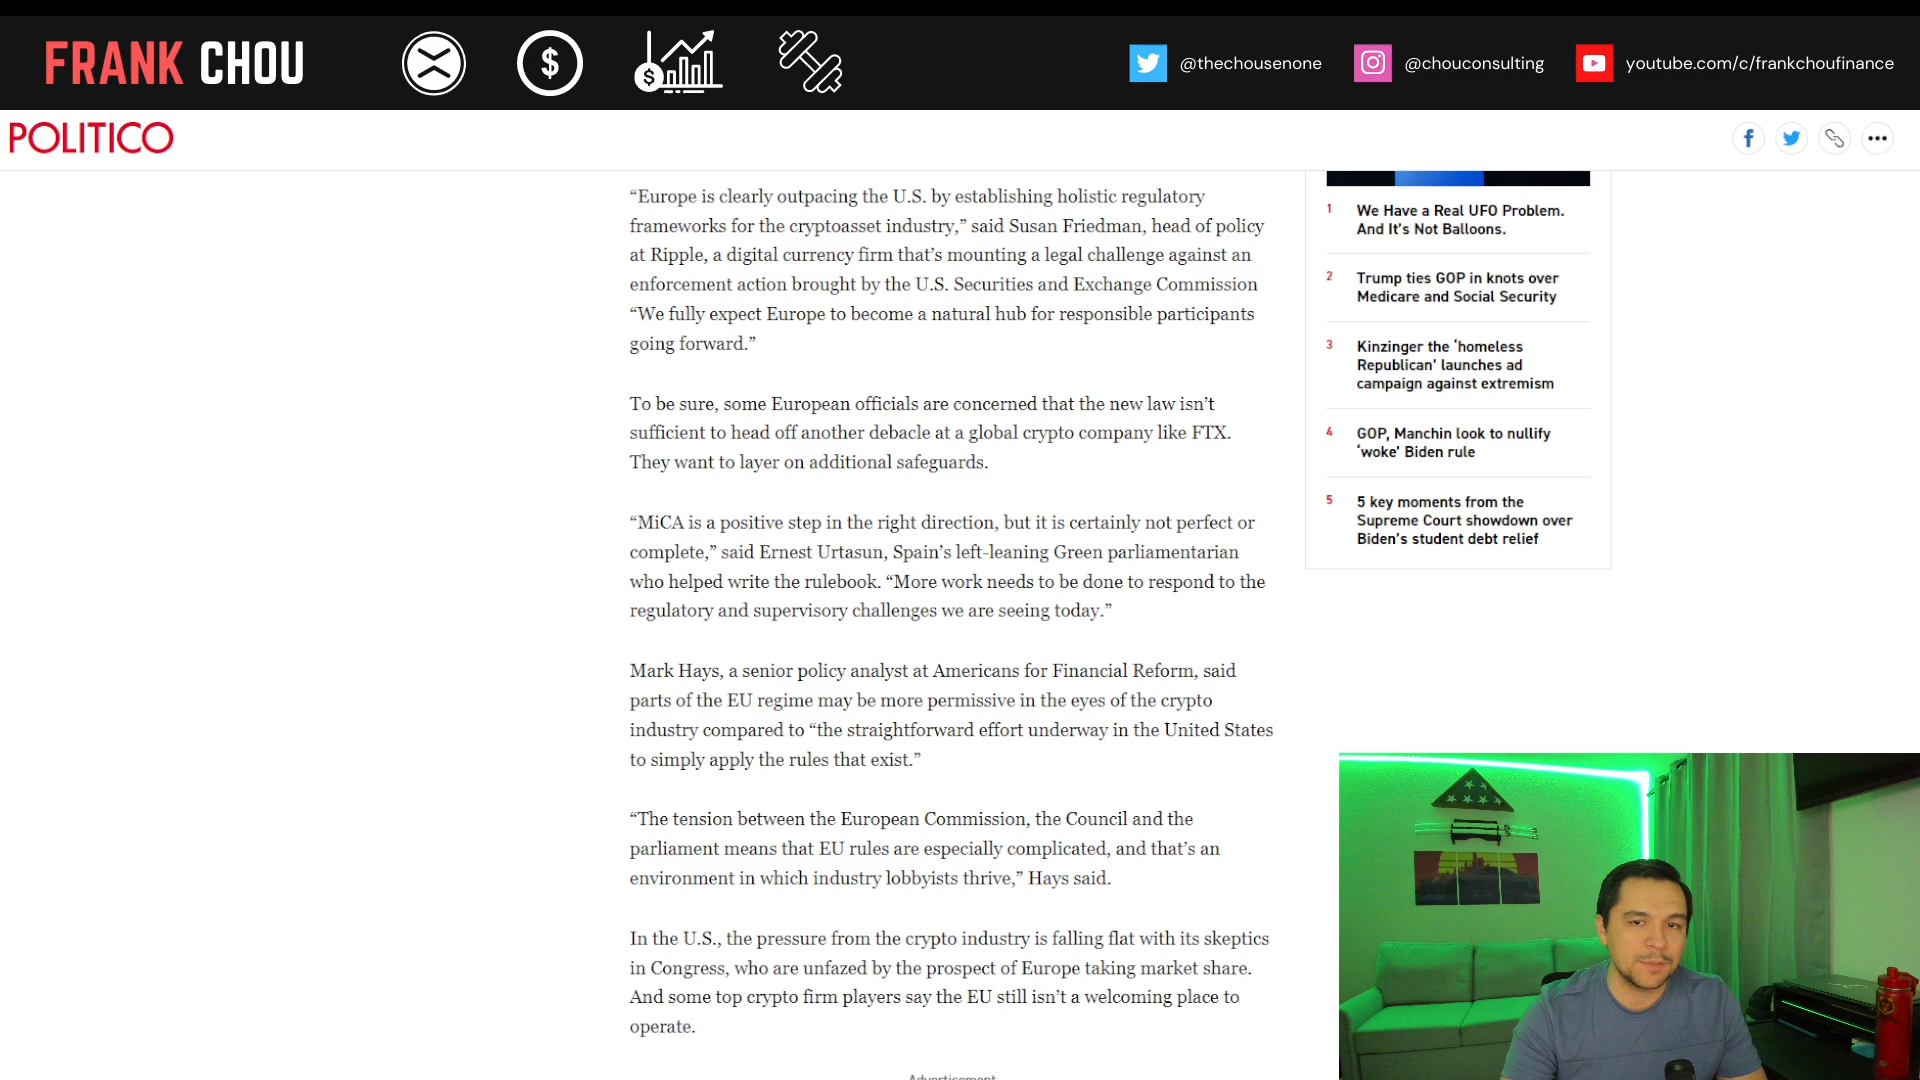 FRANK CHOU
@thechousenone
@chouconsulting
youtube.com/c/frankchoufinance
POLITICO
“Europe is clearly outpacing the U.S. by establishing holistic regulatory
frameworks for the cryptoasset industry,” said Susan Friedman, head of policy
at Ripple, a digital currency firm that’s mounting a legal challenge against an
enforcement action brought by the U.S. Securities and Exchange Commission
“We fully expect Europe to become a natural hub for responsible participants
going forward.”
To be sure, some European officials are concerned that the new law isn’t
sufficient to head off another debacle at a global crypto company like FTX.
They want to layer on additional safeguards.
“MiCA is a positive step in the right direction, but it is certainly not perfect or
complete,” said Ernest Urtasun, Spain’s left-leaning Green parliamentarian
who helped write the rulebook. “More work needs to be done to respond to the
regulatory and supervisory challenges we are seeing today.”
Mark Hays, a senior policy analyst at Americans for Financial Reform, said
parts of the EU regime may be more permissive in the eyes of the crypto
industry compared to “the straightforward effort underway in the United States
to simply apply the rules that exist.”
“The tension between the European Commission, the Council and the
parliament means that EU rules are especially complicated, and that’s an
environment in which industry lobbyists thrive,” Hays said.
In the U.S., the pressure from the crypto industry is falling flat with its skeptics
in Congress, who are unfazed by the prospect of Europe taking market share.
And some top crypto firm players say the EU still isn’t a welcoming place to
operate.
Advertisement
1 We Have a Real UFO Problem.
And It’s Not Balloons.
2 Trump ties GOP in knots over
Medicare and Social Security
3 Kinzinger the ‘homeless
Republican’ launches ad
campaign against extremism
4 GOP, Manchin look to nullify
‘woke’ Biden rule
5 5 key moments from the
Supreme Court showdown over
Biden’s student debt relief